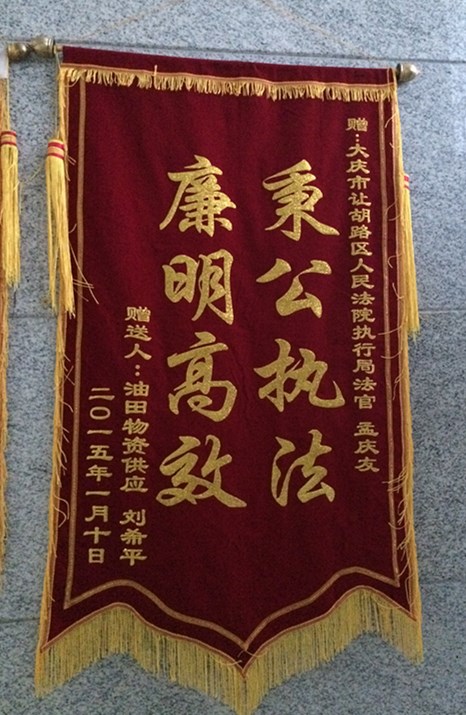 赠:大庆市让胡路区人民法院执行局法官 孟庆友
秉公执法
廉明高效
赠送人:油田物资供应 刘希平
二〇一五年一月十日